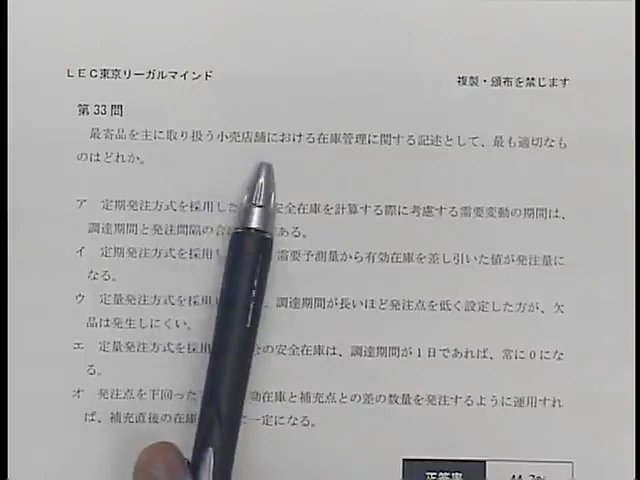 LEC東京リーガルマインド
複製・頒布を禁じます
第33問
最寄品を主に取り扱う小売店舗における在庫管理に関する記述として、最も適切なも
のはどれか。
ア 定期発注方式を採用した 安全在庫を計算する際に考慮する需要変動の期間は、
調達期間と発注間隔の合 ある。
イ 定期発注方式を採用し 需要予測量から有効在庫を差し引いた値が発注量に
なる。
ウ 定量発注方式を採用 、調達期間が長いほど発注点を低く設定した方が、欠
品は発生しにくい。
エ 定量発注方式を採用 の安全在庫は、調達期間が1日であれば、常に0にな
る。
オ 発注点を下回った 効在庫と補充点との差の数量を発注するように運用すれ
ば、補充直後の在庫 に一定になる。
正答率